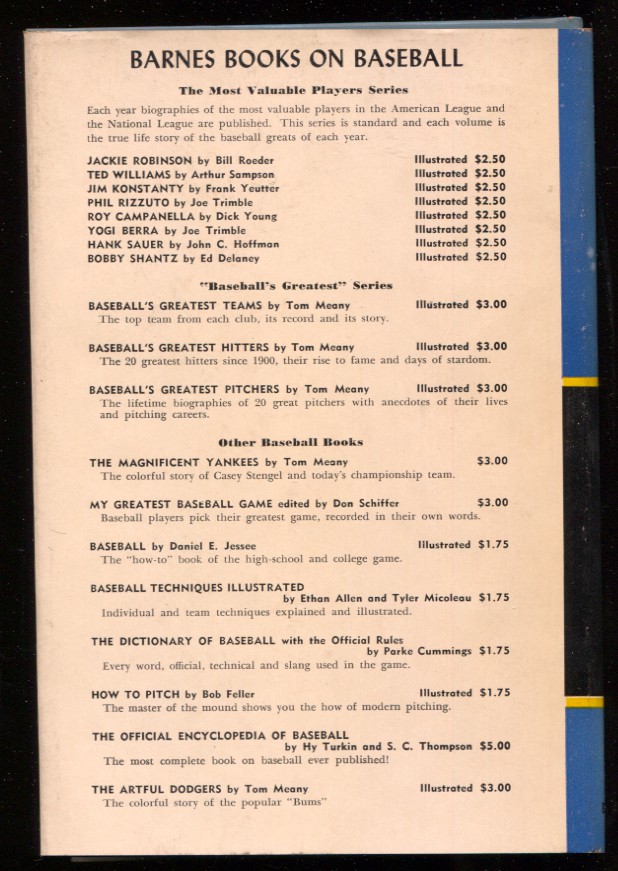 BARNES BOOKS ON BASEBALL
The Most Valuable Players Series
Each year biographies of the most valuable players in the American League and
the National League are published. This series is standard and each volume is
the true life story of the baseball greats of each year.
JACKIE ROBINSON by Bill Roeder Illustrated $2.50
TED WILLIAMS by Arthur Sampson Illustrated $2.50
JIM KONSTANTY by Frank Yeutter Illustrated $2.50
PHIL RIZZUTO by Joe Trimble Illustrated $2.50
ROY CAMPANELLA by Dick Young Illustrated $2.50
YOGI BERRA by Joe Trimble Illustrated $2.50
HANK SAUER by John C. Hoffman Illustrated $2.50
BOBBY SHANTZ by Ed Delaney Illustrated $2.50
"Baseball's Greatest" Series
BASEBALL'S GREATEST TEAMS by Tom Meany Illustrated $3.00
The top team from each club, its record and its story.
BASEBALL'S GREATEST HITTERS by Tom Meany Illustrated $3.00
The 20 greatest hitters since 1900, their rise to fame and days of stardom.
BASEBALL'S GREATEST PITCHERS by Tom Meany Illustrated $3.00
The lifetime biographies of 20 great pitchers with anecdotes of their lives
and pitching careers.
Other Baseball Books
THE MAGNIFICENT YANKEES by Tom Meany $3.00
The colorful story of Casey Stengel and today's championship team.
MY GREATEST BASEBALL GAME edited by Don Schiffer $3.00
Baseball players pick their greatest game, recorded in their own words.
BASEBALL by Daniel E. Jessee Illustrated $1.75
The "how-to" book of the high-school and college game.
BASEBALL TECHNIQUES ILLUSTRATED
by Ethan Allen and Tyler Micoleau $1.75
Individual and team techniques explained and illustrated.
THE DICTIONARY OF BASEBALL with the Official Rules
by Parke Cummings $1.75
Every word, official, technical and slang used in the game.
HOW TO PITCH by Bob Feller Illustrated $1.75
The master of the mound shows you the how of modern pitching.
THE OFFICIAL ENCYCLOPEDIA OF BASEBALL
by Hy Turkin and S. C. Thompson $5.00
The most complete book on baseball ever published!
THE ARTFUL DODGERS by Tom Meany Illustrated $3.00
The colorful story of the popular "Bums"